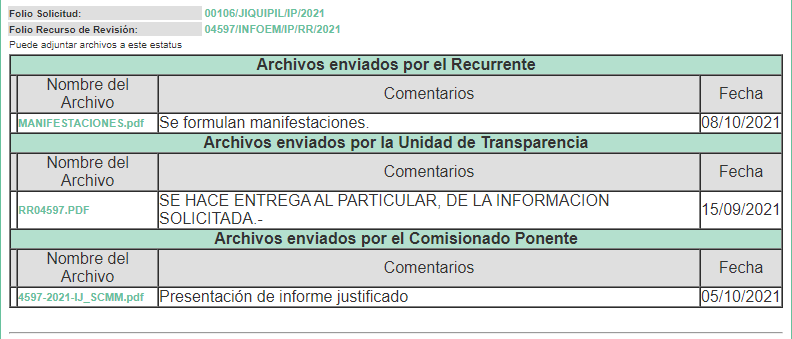 Folio Solicitud: 00106/JIQUIPIL/IP/2021
Folio Recurso de Revisión: 04597/INFOEM/IP/RR/2021
Puede adjuntar archivos a este estatus
Archivos enviados por el Recurrente
Nombre del Archivo Comentarios Fecha
MANIFESTACIONES.pdf Se formulan manifestaciones. 08/10/2021
Archivos enviados por la Unidad de Transparencia
Nombre del Archivo Comentarios Fecha
RR04597.PDF SE HACE ENTREGA AL PARTICULAR, DE LA INFORMACION SOLICITADA.- 15/09/2021
Archivos enviados por el Comisionado Ponente
Nombre del Archivo Comentarios Fecha
4597-2021-IJ_SCMM.pdf Presentación de informe justificado 05/10/2021